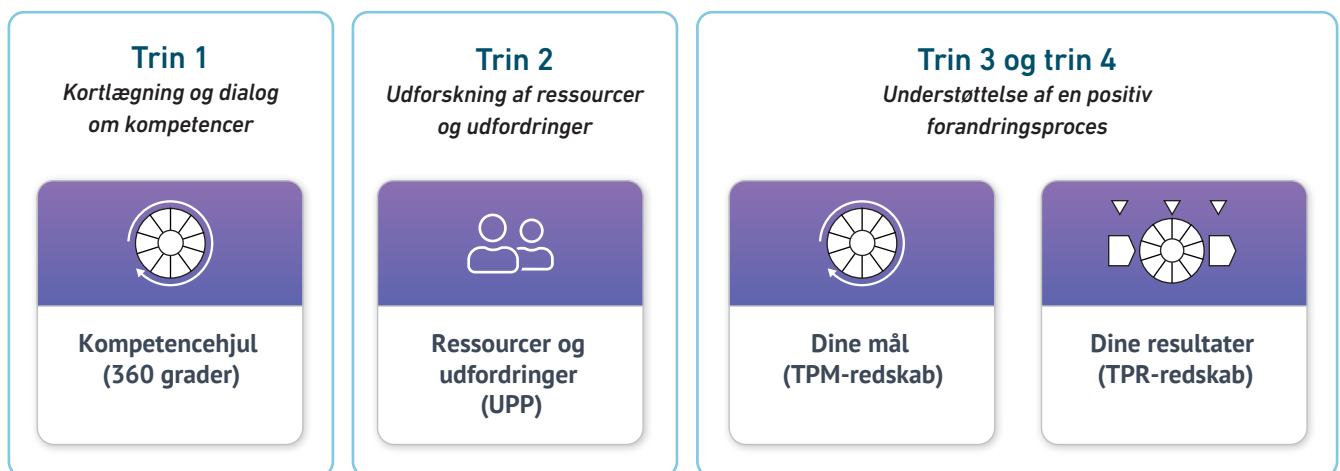 Trin 1
Kortlægning og dialog
om kompetencer
Kompetencehjul
(360 grader)
Trin 2
Udforskning af ressourcer
og udfordringer
Ressourcer og
udfordringer
(UPP)
Trin 3 og trin 4
Understøttelse af en positiv
forandringsproces
Dine mål
(TPM-redskab)
Dine resultater
(TPR-redskab)